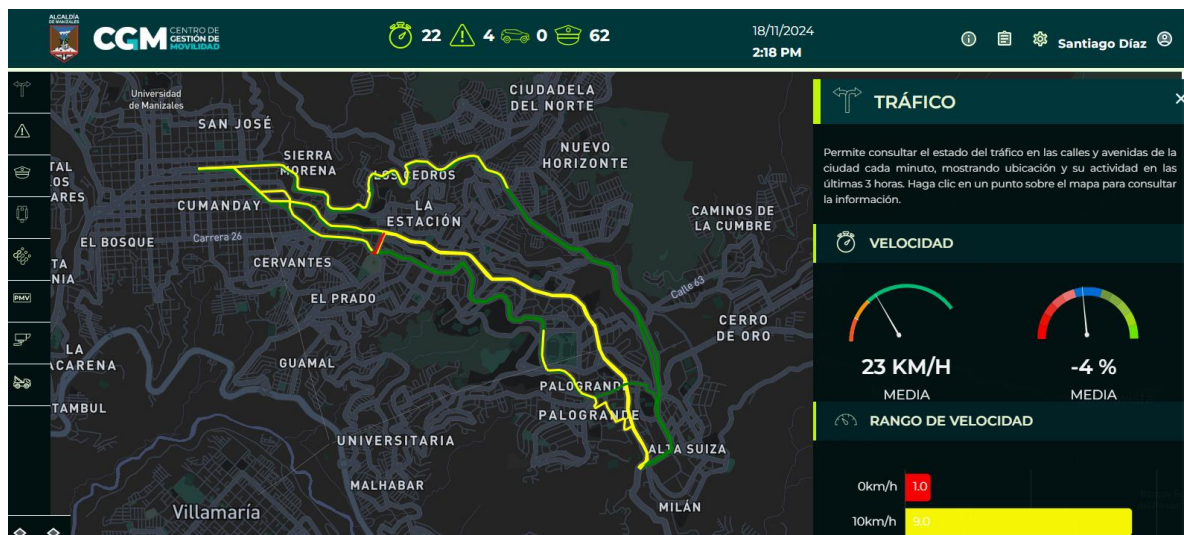 ALCALDÍA
DE MANIZALES
CGM CENTRO DE
GESTIÓN DE
MOVILIDAD
22 4 0 62
18/11/2024
2:18 PM
Santiago Díaz
Universidad
de Manizales
SAN JOSÉ
CIUDADELA
DEL NORTE
SIERRA
MORENA
LOS CEDROS
NUEVO
HORIZONTE
CUMANDAY
LA
ESTACIÓN
CAMINOS DE
LA CUMBRE
EL BOSQUE
Carrera 26
CERVANTES
EL PRADO
Calle 63
CERRO
DE ORO
LA
GUAMAL
PALOGRANDE
PALOGRANDE
UNIVERSITARIA
ALTA SUIZA
MALHABAR
MILÁN
Villamaría
PMV
TRÁFICO
×
Permite consultar el estado del tráfico en las calles y avenidas de la
ciudad cada minuto, mostrando ubicación y su actividad en las
últimas 3 horas. Haga clic en un punto sobre el mapa para consultar
la información.
VELOCIDAD
23 KM/H
MEDIA
-4 %
MEDIA
RANGO DE VELOCIDAD
0km/h 1.0
10km/h 9.0